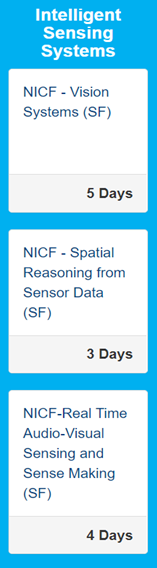 Intelligent
Sensing
Systems
NICF - Vision
Systems (SF)
5 Days
NICF - Spatial
Reasoning from
Sensor Data
(SF)
3 Days
NICF-Real Time
Audio-Visual
Sensing and
Sense Making
(SF)
4 Days